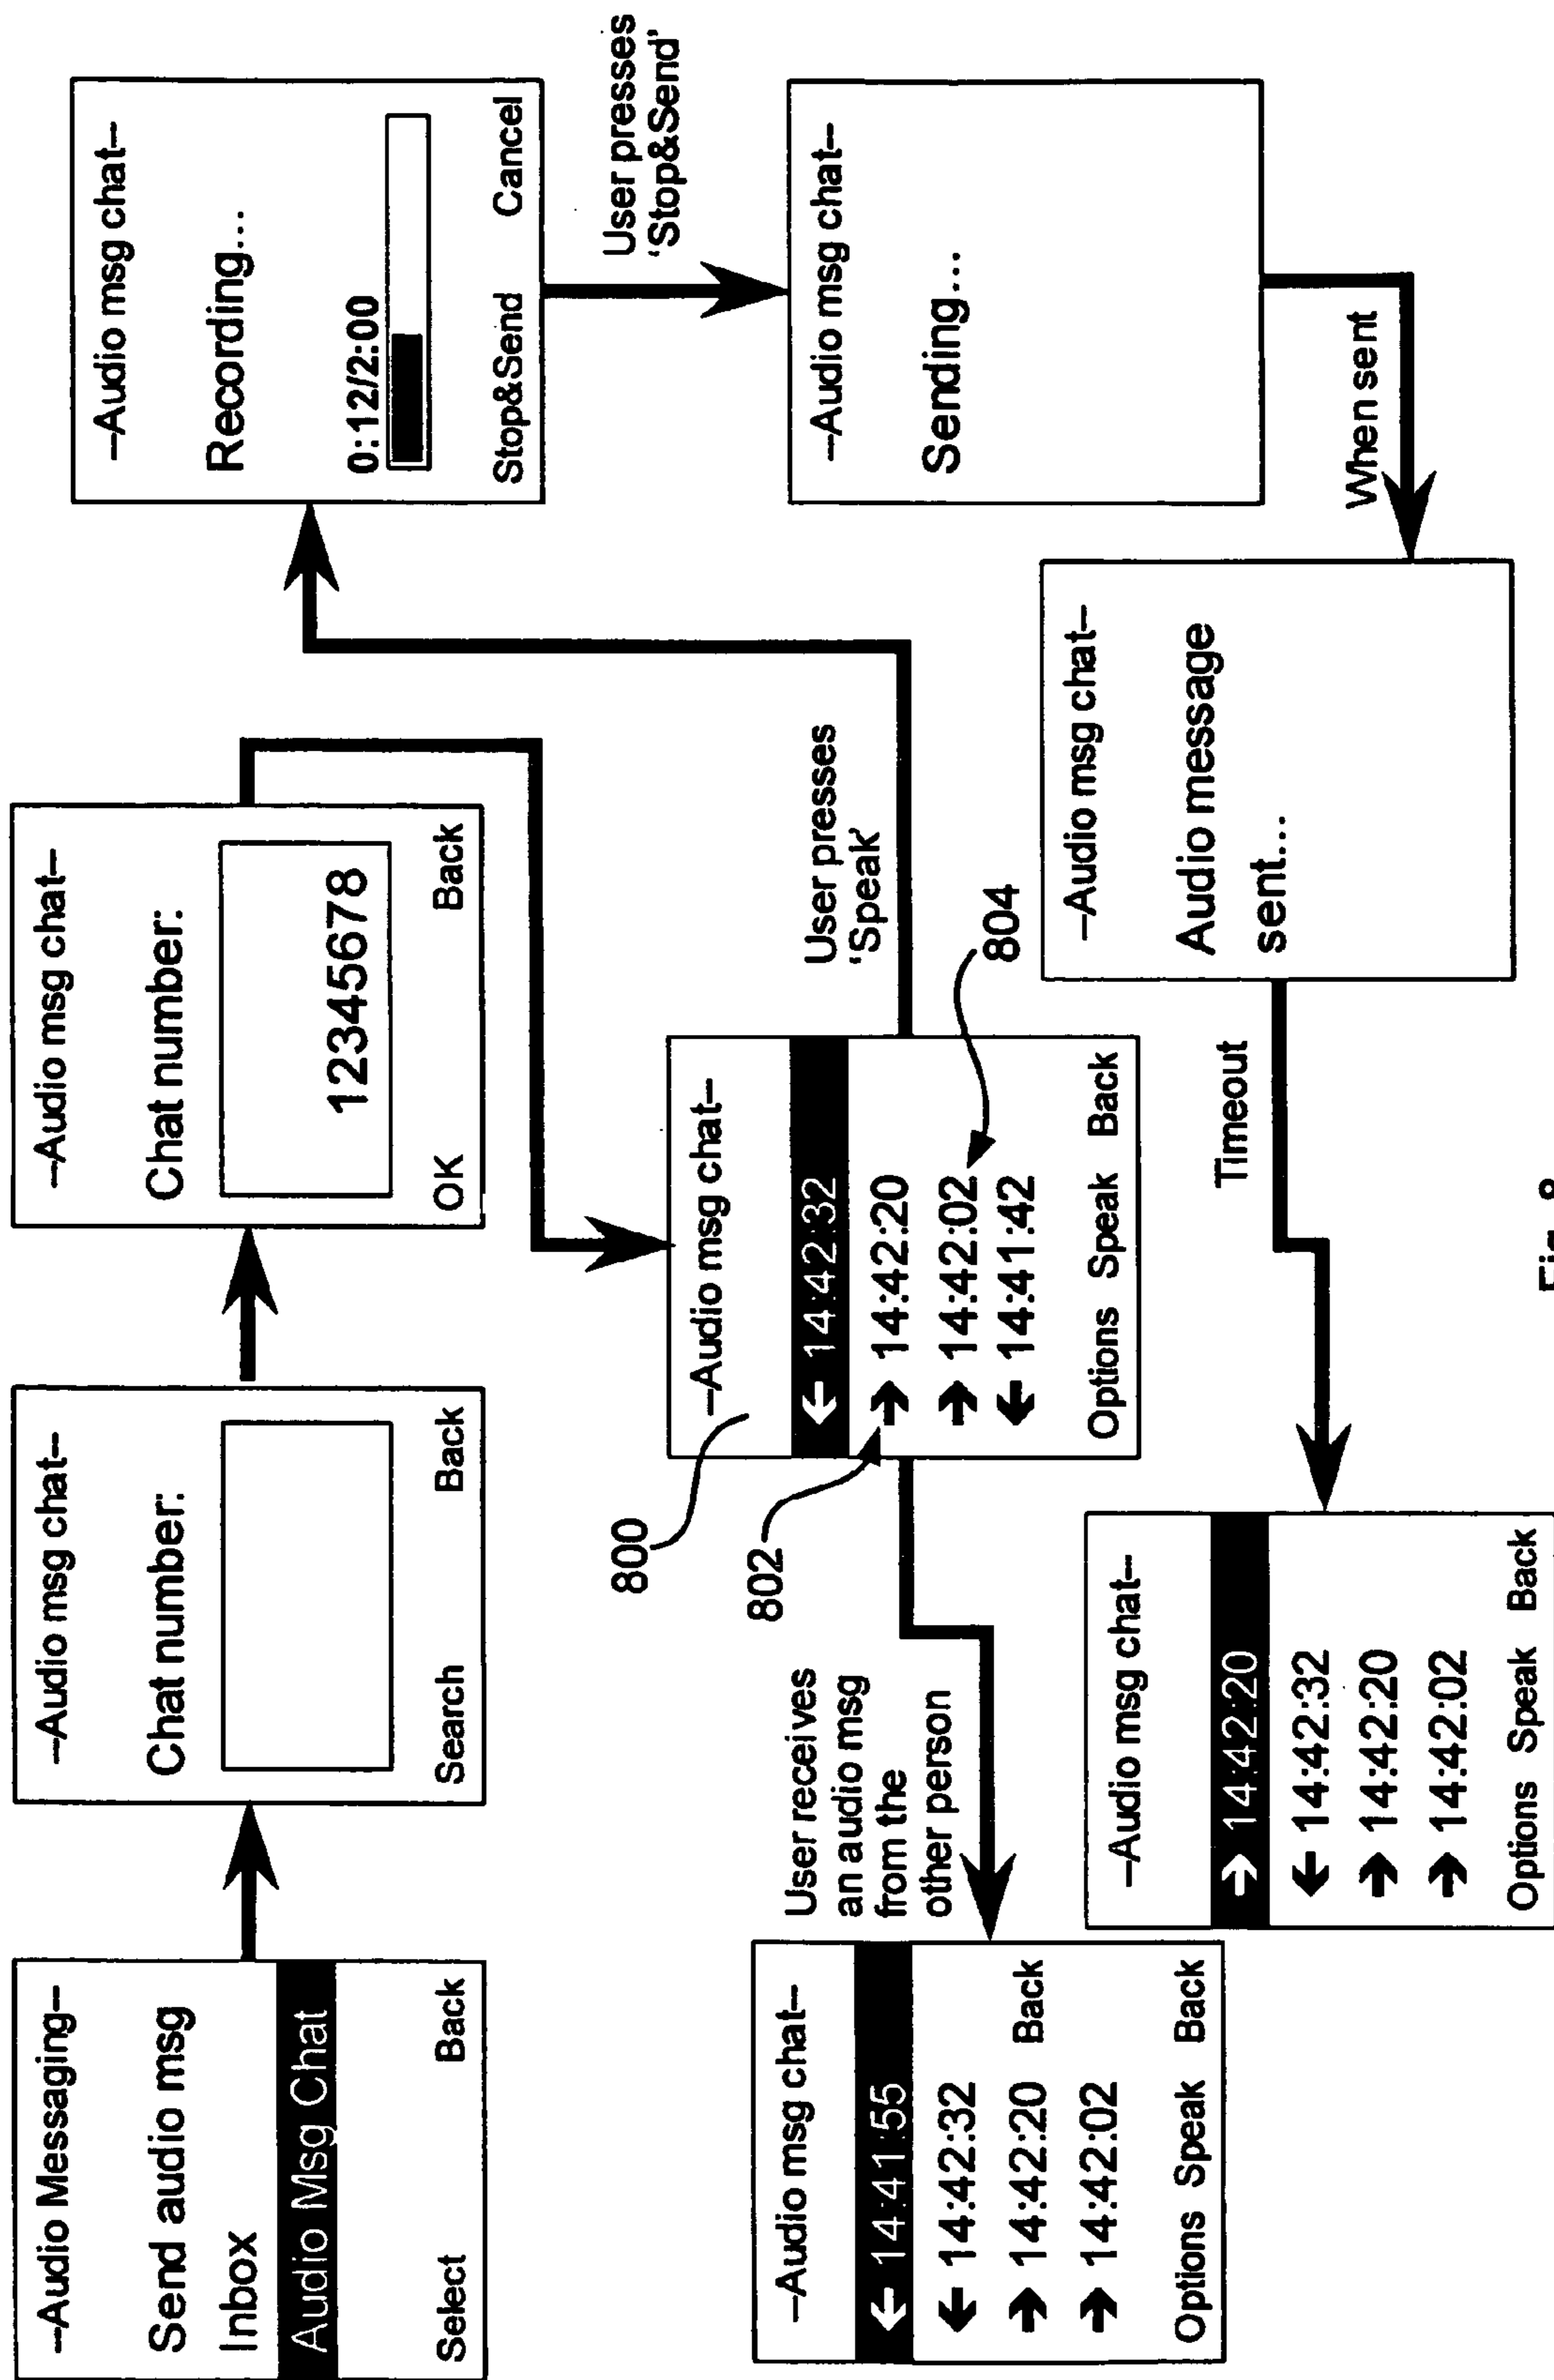 –Audio Messaging–
Send audio msg
Inbox
Audio Msg Chat
Select Back
–Audio msg chat–
Chat number:
Search Back
–Audio msg chat–
Chat number:
12345678
OK Back
–Audio msg chat–
Recording...
0:12/2:00
Stop&Send Cancel
User presses
‘Stop&Send’
–Audio msg chat–
Sending...
When sent
–Audio msg chat–
Audio message
sent...
Timeout
800
802
804
–Audio msg chat–
← 14:42:32
→ 14:42:20
→ 14:42:02
← 14:41:42
Options Speak Back
User presses
‘Speak’
User receives
an audio msg
from the
other person
–Audio msg chat–
← 14:41:55
← 14:42:32
→ 14:42:20 Back
→ 14:42:02
Options Speak Back
–Audio msg chat–
→ 14:42:20
← 14:42:32
→ 14:42:20
→ 14:42:02
Options Speak Back